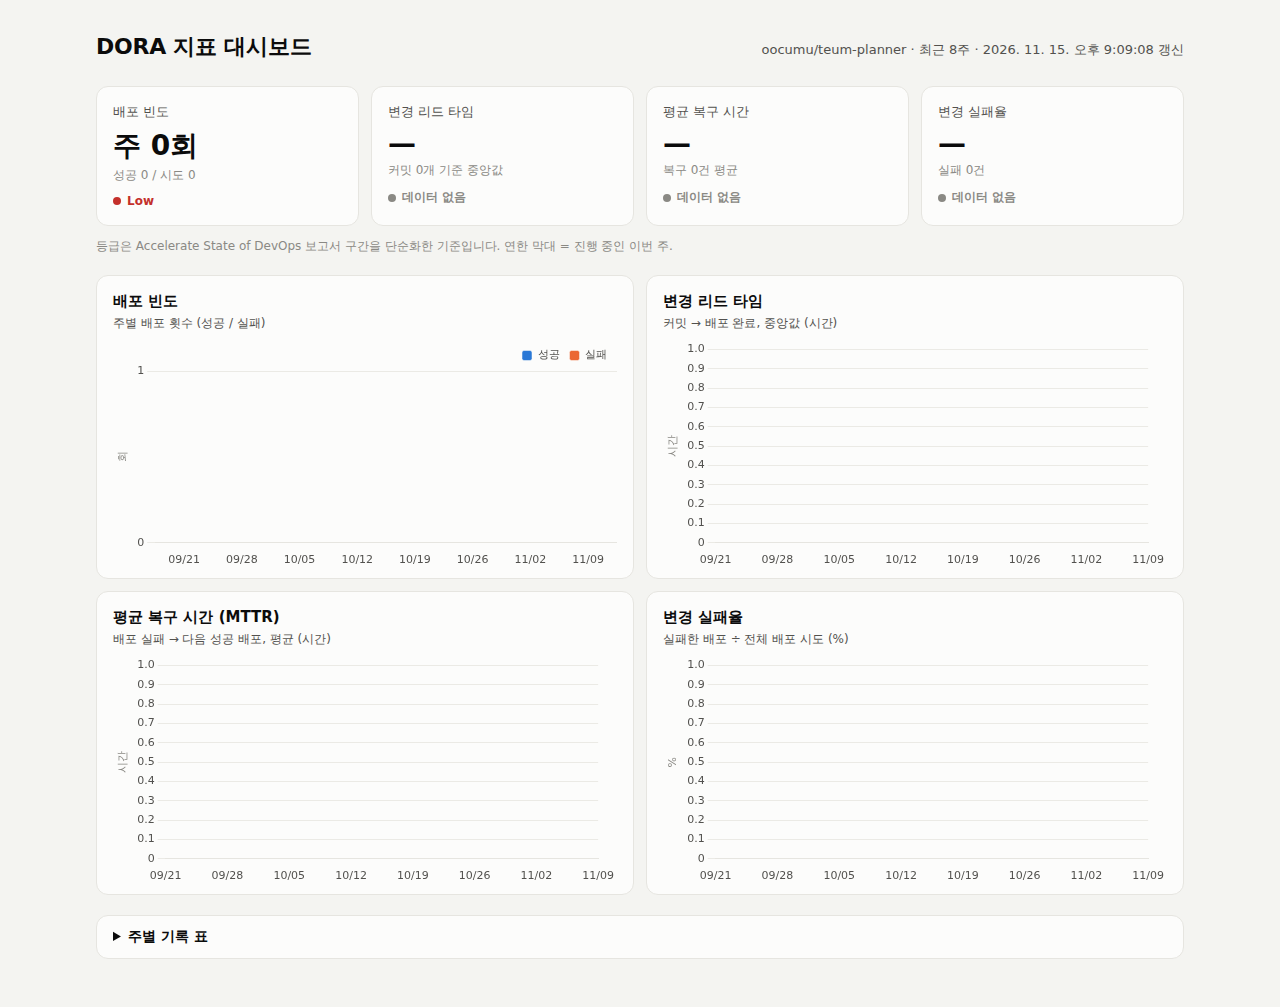 DORA 지표 대시보드
oocumu/teum-planner · 최근 8주 · 2026. 11. 15. 오후 9:09:08 갱신
배포 빈도
주 0회
성공 0 / 시도 0
Low
변경 리드 타임
—
커밋 0개 기준 중앙값
데이터 없음
평균 복구 시간
—
복구 0건 평균
데이터 없음
변경 실패율
—
실패 0건
데이터 없음
등급은 Accelerate State of DevOps 보고서 구간을 단순화한 기준입니다. 연한 막대 = 진행 중인 이번 주.
배포 빈도
주별 배포 횟수 (성공 / 실패)
성공 실패
1
회
0
09/21 09/28 10/05 10/12 10/19 10/26 11/02 11/09
변경 리드 타임
커밋 → 배포 완료, 중앙값 (시간)
1.0
0.9
0.8
0.7
0.6
시간
0.5
0.4
0.3
0.2
0.1
0
09/21 09/28 10/05 10/12 10/19 10/26 11/02 11/09
평균 복구 시간 (MTTR)
배포 실패 → 다음 성공 배포, 평균 (시간)
1.0
0.9
0.8
0.7
0.6
시간
0.5
0.4
0.3
0.2
0.1
0
09/21 09/28 10/05 10/12 10/19 10/26 11/02 11/09
변경 실패율
실패한 배포 ÷ 전체 배포 시도 (%)
1.0
0.9
0.8
0.7
0.6
%
0.5
0.4
0.3
0.2
0.1
0
09/21 09/28 10/05 10/12 10/19 10/26 11/02 11/09
▶ 주별 기록 표